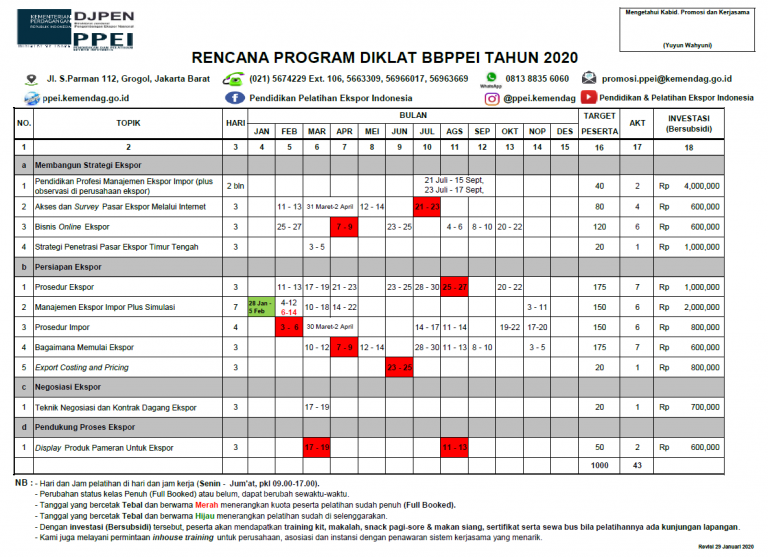 KEMENTERIAN
PERDAGANGAN
REPUBLIK INDONESIA
DJPEN
Direktorat Jenderal
Pengembangan Ekspor Nasional
PPEI
Mengetahui Kabid. Promosi dan Kerjasama
(Yuyun Wahyuni)
RENCANA PROGRAM DIKLAT BBPPEI TAHUN 2020
Jl. S.Parman 112, Grogol, Jakarta Barat (021) 5674229 Ext. 106, 5663309, 56966017, 56963669 WhatsApp 0813 8835 6060 promosi.ppei@kemendag.go.id
ppei.kemendag.go.id Pendidikan Pelatihan Ekspor Indonesia @ppei.kemendag Pendidikan & Pelatihan Ekspor Indonesia
NO. TOPIK HARI BULAN TARGET PESERTA AKT INVESTASI (Bersubsidi)
JAN FEB MAR APR MEI JUN JUL AGS SEP OKT NOP DES
1 2 3 4 5 6 7 8 9 10 11 12 13 14 15 16 17 18
a Membangun Strategi Ekspor
1 Pendidikan Profesi Manajemen Ekspor Impor (plus observasi di perusahaan ekspor) 2 bln 21 Juli - 15 Sept, 23 Juli - 17 Sept, 40 2 Rp 4,000,000
2 Akses dan Survey Pasar Ekspor Melalui Internet 3 11 - 13 31 Maret-2 April 12 - 14 21 - 23 80 4 Rp 600,000
3 Bisnis Online Ekspor 3 25 - 27 7 - 9 23 - 25 4 - 6 8 - 10 20 - 22 120 6 Rp 600,000
4 Strategi Penetrasi Pasar Ekspor Timur Tengah 3 3 - 5 20 1 Rp 1,000,000
b Persiapan Ekspor
1 Prosedur Ekspor 3 11 - 13 17 - 19 21 - 23 23 - 25 28 - 30 25 - 27 20 - 22 175 7 Rp 1,000,000
2 Manajemen Ekspor Impor Plus Simulasi 7 28 Jan - 5 Feb 4-12 6-14 10 - 18 14 - 22 3 - 11 150 6 Rp 2,000,000
3 Prosedur Impor 4 3 - 6 30 Maret-2 April 14 - 17 11 - 14 19-22 17-20 150 6 Rp 800,000
4 Bagaimana Memulai Ekspor 3 10 - 12 7 - 9 12 - 14 28 - 30 11 - 13 8 - 10 3 - 5 175 7 Rp 600,000
5 Export Costing and Pricing 3 23 - 25 20 1 Rp 800,000
c Negosiasi Ekspor
1 Teknik Negosiasi dan Kontrak Dagang Ekspor 3 17 - 19 20 1 Rp 700,000
d Pendukung Proses Ekspor
1 Display Produk Pameran Untuk Ekspor 3 17 - 19 11 - 13 50 2 Rp 600,000
1000 43
NB : - Hari dan Jam pelatihan di hari dan jam kerja (Senin - Jum'at, pkl 09.00-17.00).
- Perubahan status kelas Penuh (Full Booked) atau belum, dapat berubah sewaktu-waktu.
- Tanggal yang bercetak Tebal dan berwarna Merah menerangkan kuota peserta pelatihan sudah penuh (Full Booked).
- Tanggal yang bercetak Tebal dan berwarna Hijau menerangkan pelatihan sudah di selenggarakan.
- Dengan investasi (Bersubsidi) tersebut, peserta akan mendapatkan training kit, makalah, snack pagi-sore & makan siang, sertifikat serta sewa bus bila pelatihannya ada kunjungan lapangan.
- Kami juga melayani permintaan inhouse training untuk perusahaan, asosiasi dan instansi dengan penawaran sistem kerjasama yang menarik.
Revisi 29 Januari 2020